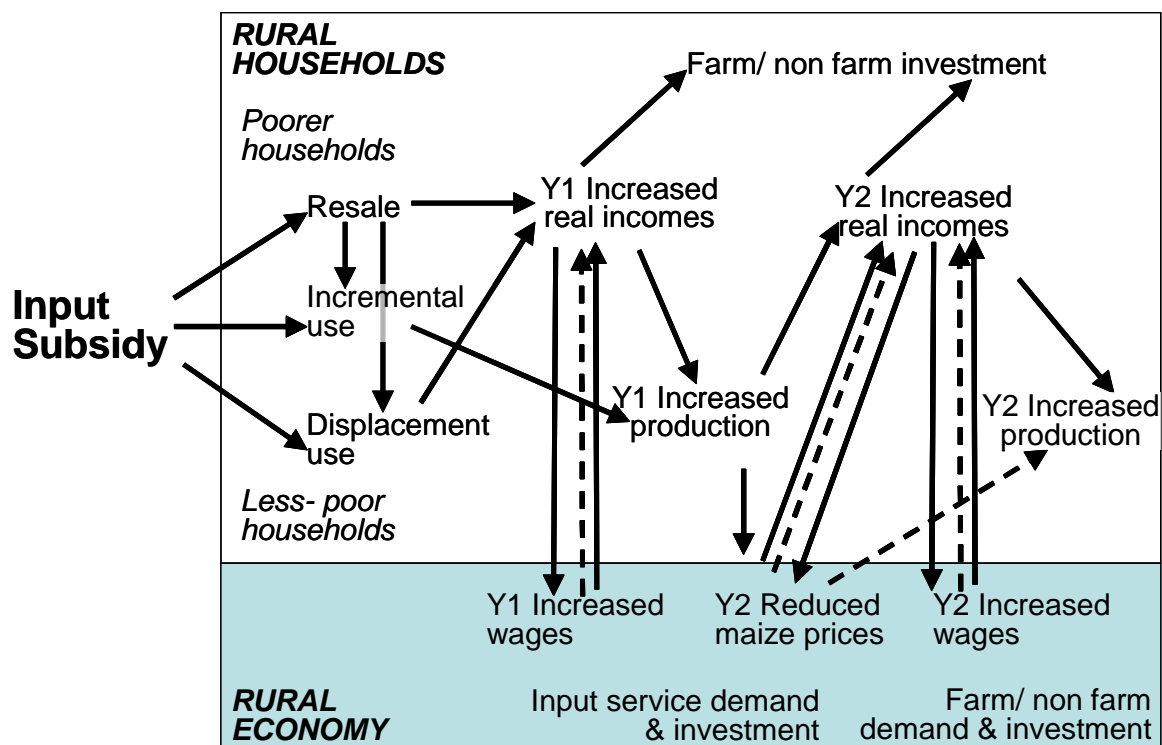 RURAL
HOUSEHOLDS
Farm/ non farm investment
Poorer
households
Y1 Increased
real incomes
Y2 Increased
real incomes
Resale
Input
Subsidy
Incremental
use
Displacement
use
Y1 Increased
production
Y2 Increased
production
Less- poor
households
Y1 Increased
wages
Y2 Reduced
maize prices
Y2 Increased
wages
RURAL
ECONOMY
Input service demand
& investment
Farm/ non farm
demand & investment